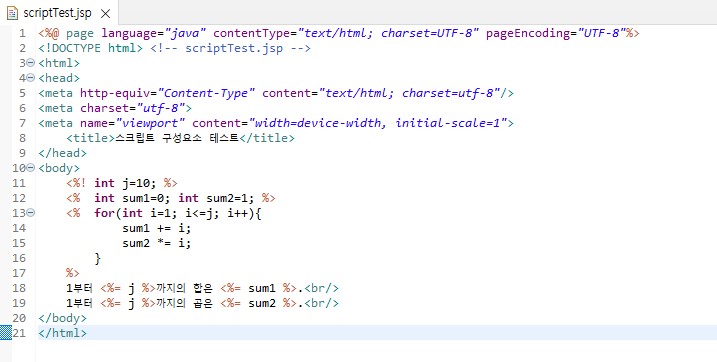 scriptTest.jsp
1 <%@ page language="java" contentType="text/html; charset=UTF-8" pageEncoding="UTF-8"%>
2 <!DOCTYPE html> <!-- scriptTest.jsp -->
3 <html>
4 <head>
5 <meta http-equiv="Content-Type" content="text/html; charset=utf-8"/>
6 <meta charset="utf-8">
7 <meta name="viewport" content="width=device-width, initial-scale=1">
8     <title>스크립트 구성요소 테스트</title>
9 </head>
10 <body>
11     <%! int j=10; %>
12     <%  int sum1=0; int sum2=1; %>
13     <%  for(int i=1; i<=j; i++){
14             sum1 += i;
15             sum2 *= i;
16         }
17     %>
18     1부터 <%= j %>까지의 합은 <%= sum1 %>.<br/>
19     1부터 <%= j %>까지의 곱은 <%= sum2 %>.<br/>
20 </body>
21 </html>